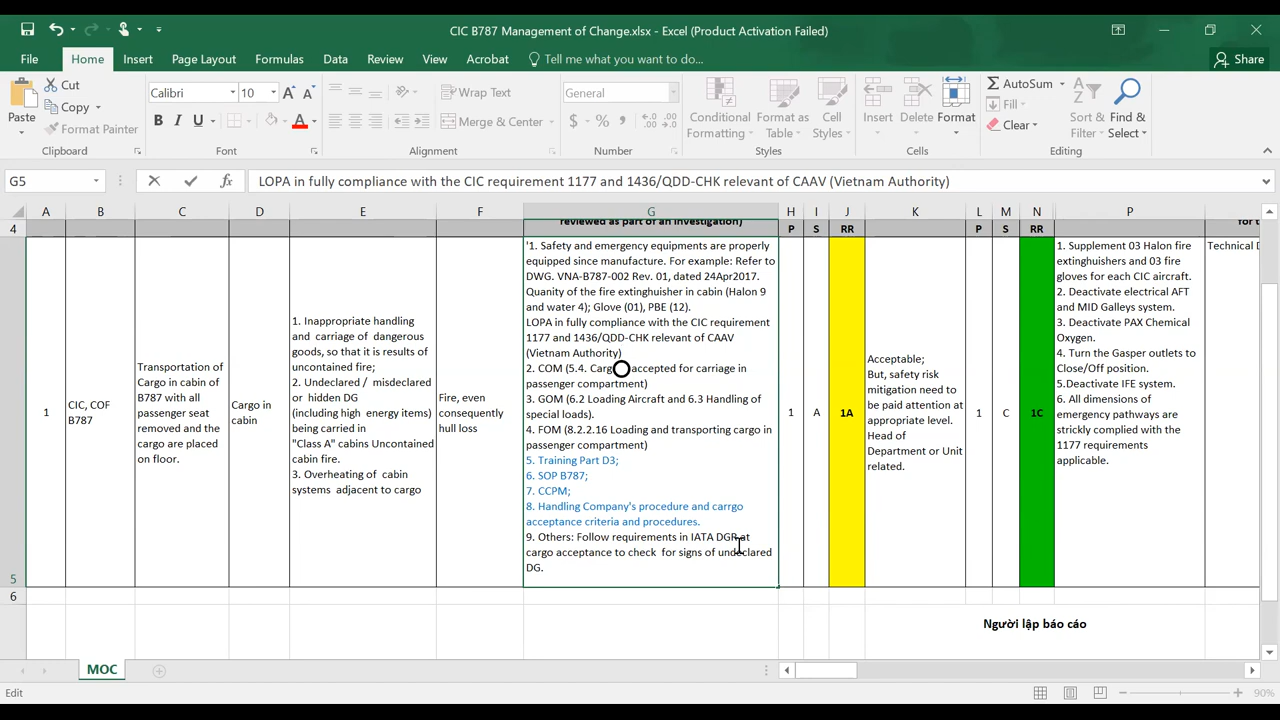 CIC B787 Management of Change.xlsx - Excel (Product Activation Failed)
File Home Insert Page Layout Formulas Data Review View Acrobat Tell me what you want to do... Share
Paste
Cut
Copy
Format Painter
Clipboard
Calibri 10
B I U
Font
Wrap Text
Merge & Center
Alignment
General
$ %
Number
Conditional Formatting
Format as Table
Cell Styles
Styles
Insert Delete Format
Cells
AutoSum
Fill
Clear
Sort & Filter
Find & Select
Editing
G5 LOPA in fully compliance with the CIC requirement 1177 and 1436/QDD-CHK relevant of CAAV (Vietnam Authority)
A B C D E F G H I J K L M N P
4
reviewed as part of an investigation)
P S RR P S RR
for t
5
1
CIC, COF
B787
Transportation of
Cargo in cabin of
B787 with all
passenger seat
removed and the
cargo are placed
on floor.
Cargo in
cabin
1. Inappropriate handling
and carriage of dangerous
goods, so that it is results of
uncontained fire;
2. Undeclared / misdeclared
or hidden DG
(including high energy items)
being carried in
"Class A" cabins Uncontained
cabin fire.
3. Overheating of cabin
systems adjacent to cargo
Fire, even
consequently
hull loss
'1. Safety and emergency equipments are properly
equipped since manufacture. For example: Refer to
DWG. VNA-B787-002 Rev. 01, dated 24Apr2017.
Quanity of the fire extinghuisher in cabin (Halon 9
and water 4); Glove (01), PBE (12).
LOPA in fully compliance with the CIC requirement
1177 and 1436/QDD-CHK relevant of CAAV
(Vietnam Authority)
2. COM (5.4. Cargo accepted for carriage in
passenger compartment)
3. GOM (6.2 Loading Aircraft and 6.3 Handling of
special loads).
4. FOM (8.2.2.16 Loading and transporting cargo in
passenger compartment)
5. Training Part D3;
6. SOP B787;
7. CCPM;
8. Handling Company's procedure and carrgo
acceptance criteria and procedures.
9. Others: Follow requirements in IATA DGR at
cargo acceptance to check for signs of undeclared
DG.
1
A
1A
Acceptable;
But, safety risk
mitigation need to
be paid attention at
appropriate level.
Head of
Department or Unit
related.
1
C
1C
1. Supplement 03 Halon fire
extinghuishers and 03 fire
gloves for each CIC aircraft.
2. Deactivate electrical AFT
and MID Galleys system.
3. Deactivate PAX Chemical
Oxygen.
4. Turn the Gasper outlets to
Close/Off position.
5.Deactivate IFE system.
6. All dimensions of
emergency pathways are
strictly complied with the
1177 requirements
applicable.
Technical D
6
Người lập báo cáo
MOC
Edit
90%